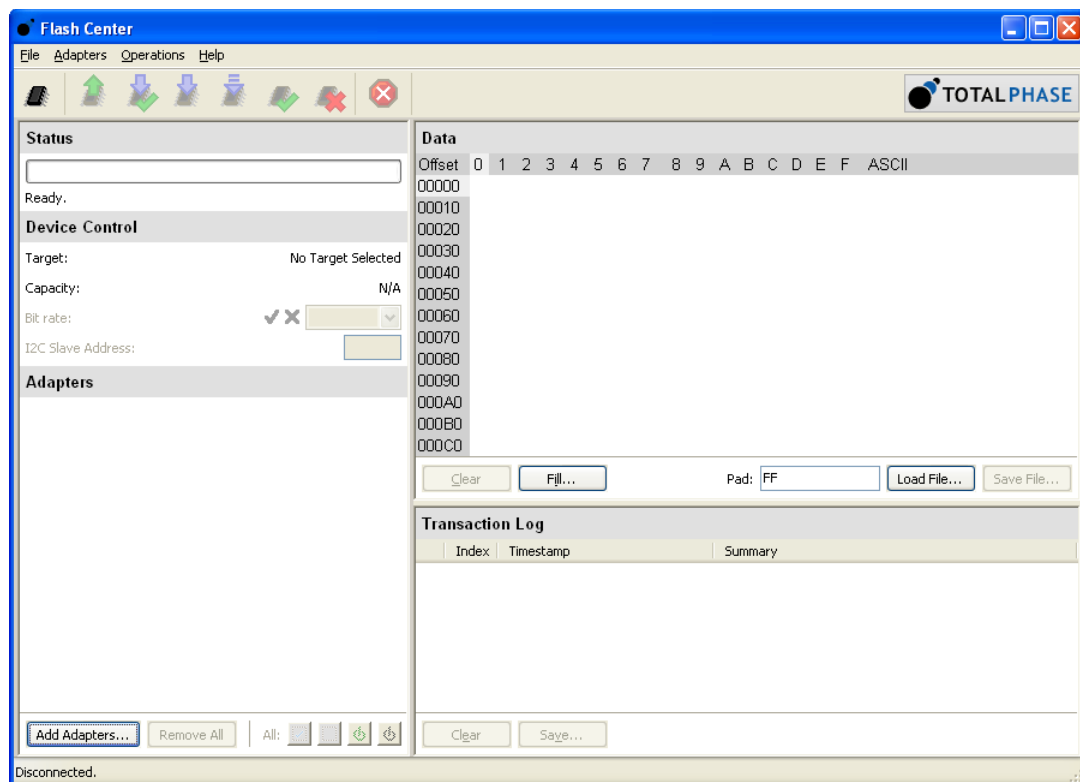 Flash Center
File Adapters Operations Help
TOTALPHASE
Status
Ready.
Device Control
Target: No Target Selected
Capacity: N/A
Bit rate:
I2C Slave Address:
Adapters
Add Adapters... Remove All All:
Data
Offset 0 1 2 3 4 5 6 7 8 9 A B C D E F ASCII
00000
00010
00020
00030
00040
00050
00060
00070
00080
00090
000A0
000B0
000C0
Clear Fill... Pad: FF Load File... Save File...
Transaction Log
Index Timestamp Summary
Clear Save...
Disconnected.